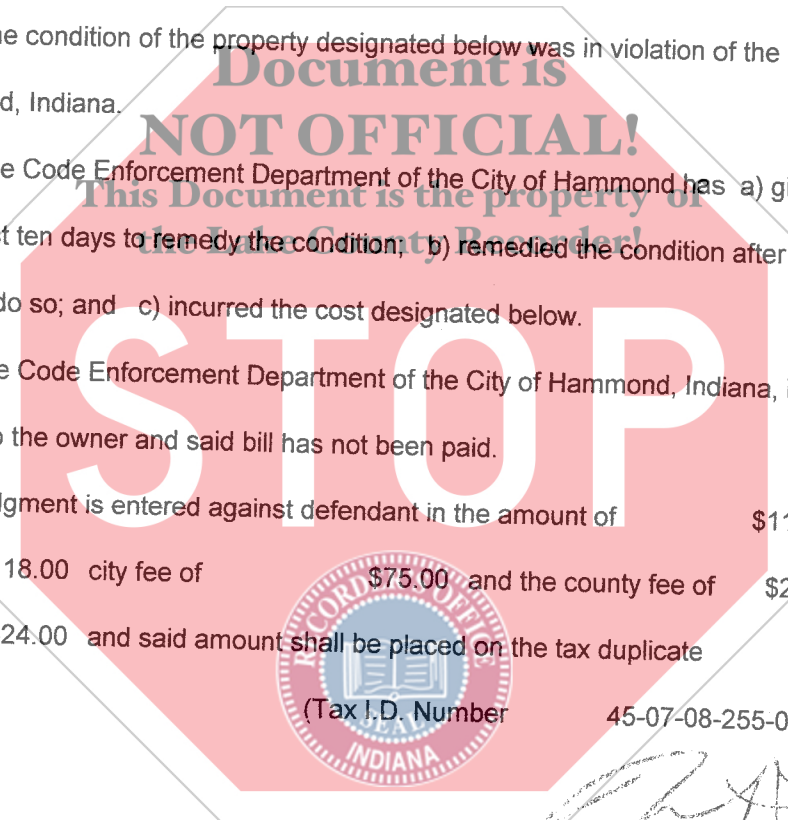 ne condition of the property designated below was in violation of the
Document is
d, Indiana.
NOT OFFICIAL!
e Code Enforcement Department of the City of Hammond has a) gi
This Document is the property of
t ten days to remedy the condition; b) remedied the condition after
the Lake County Recorder!
do so; and c) incurred the cost designated below.
STOP
e Code Enforcement Department of the City of Hammond, Indiana, i
o the owner and said bill has not been paid.
dgment is entered against defendant in the amount of $11
18.00 city fee of $75.00 and the county fee of $2
24.00 and said amount shall be placed on the tax duplicate
RECORDER'S OFFICE
(Tax I.D. Number 45-07-08-255-0
SEAL
INDIANA